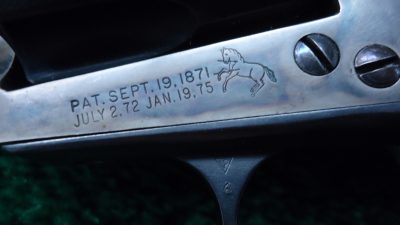 PAT. SEPT. 19. 1871.
JULY 2. 72 JAN. 19. 75